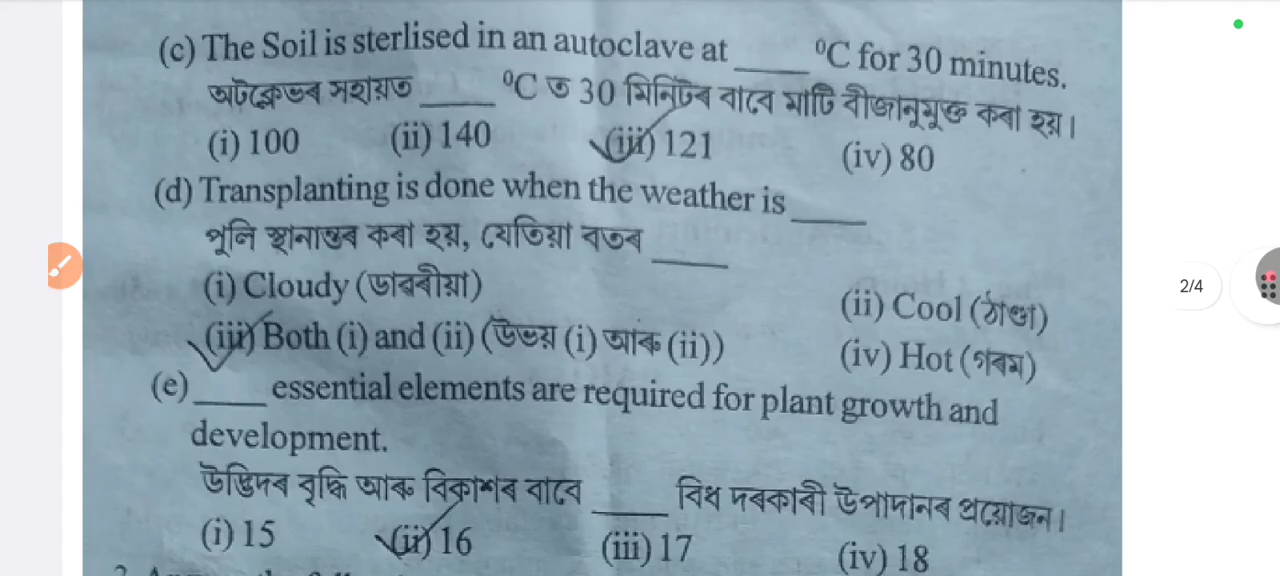 (c) The Soil is sterlised in an autoclave at ____ ⁰C for 30 minutes.
অটক্লেভৰ সহায়ত ____ ⁰C ত 30 মিনিটৰ বাবে মাটি বীজানুমুক্ত কৰা হয়।
(i) 100 (ii) 140 (iii) 121 (iv) 80
(d) Transplanting is done when the weather is ____
পুলি স্থানান্তৰ কৰা হয়, যেতিয়া বতৰ ____
(i) Cloudy (ডাৱৰীয়া) (ii) Cool (ঠাণ্ডা)
(iii) Both (i) and (ii) (উভয় (i) আৰু (ii)) (iv) Hot (গৰম)
(e) ____ essential elements are required for plant growth and
development.
উদ্ভিদৰ বৃদ্ধি আৰু বিকাশৰ বাবে ____ বিধ দৰকাৰী উপাদানৰ প্ৰয়োজন।
(i) 15 (ii) 16 (iii) 17 (iv) 18
2/4